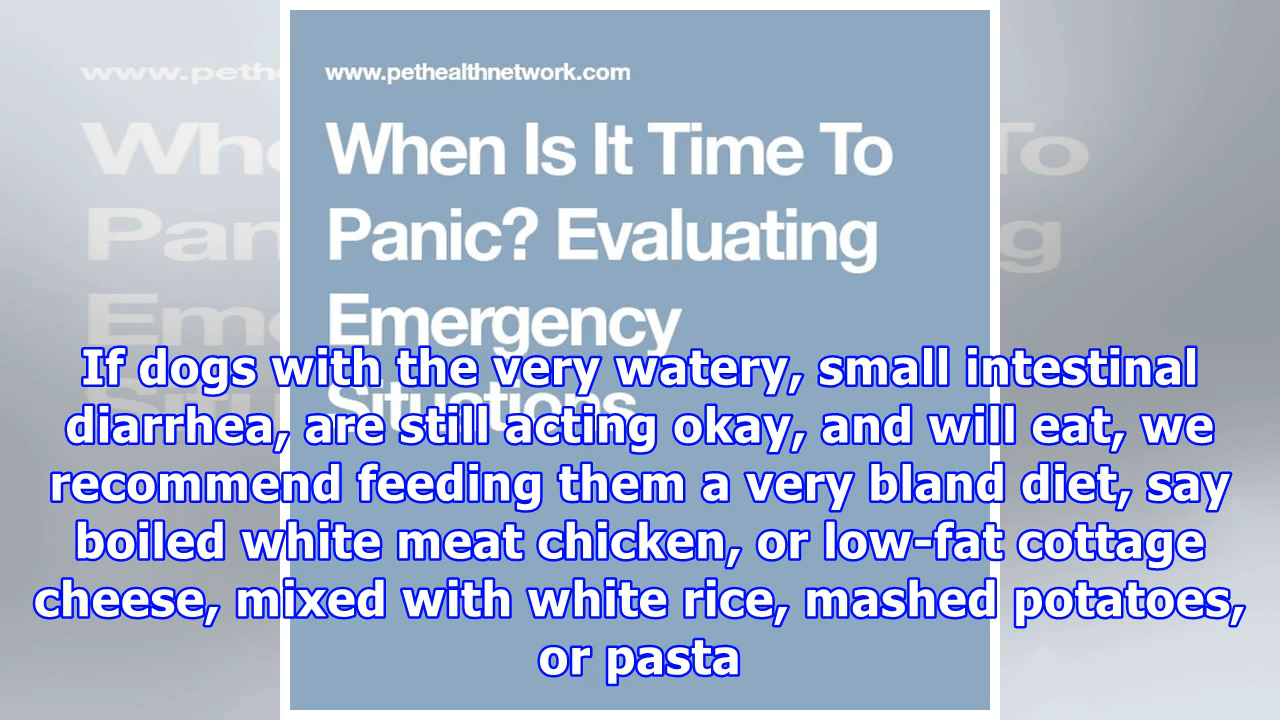 www.pethealthnetwork.com
When Is It Time To
Panic? Evaluating
Emergency
Situations
If dogs with the very watery, small intestinal
diarrhea, are still acting okay, and will eat, we
recommend feeding them a very bland diet, say
boiled white meat chicken, or low-fat cottage
cheese, mixed with white rice, mashed potatoes,
or pasta